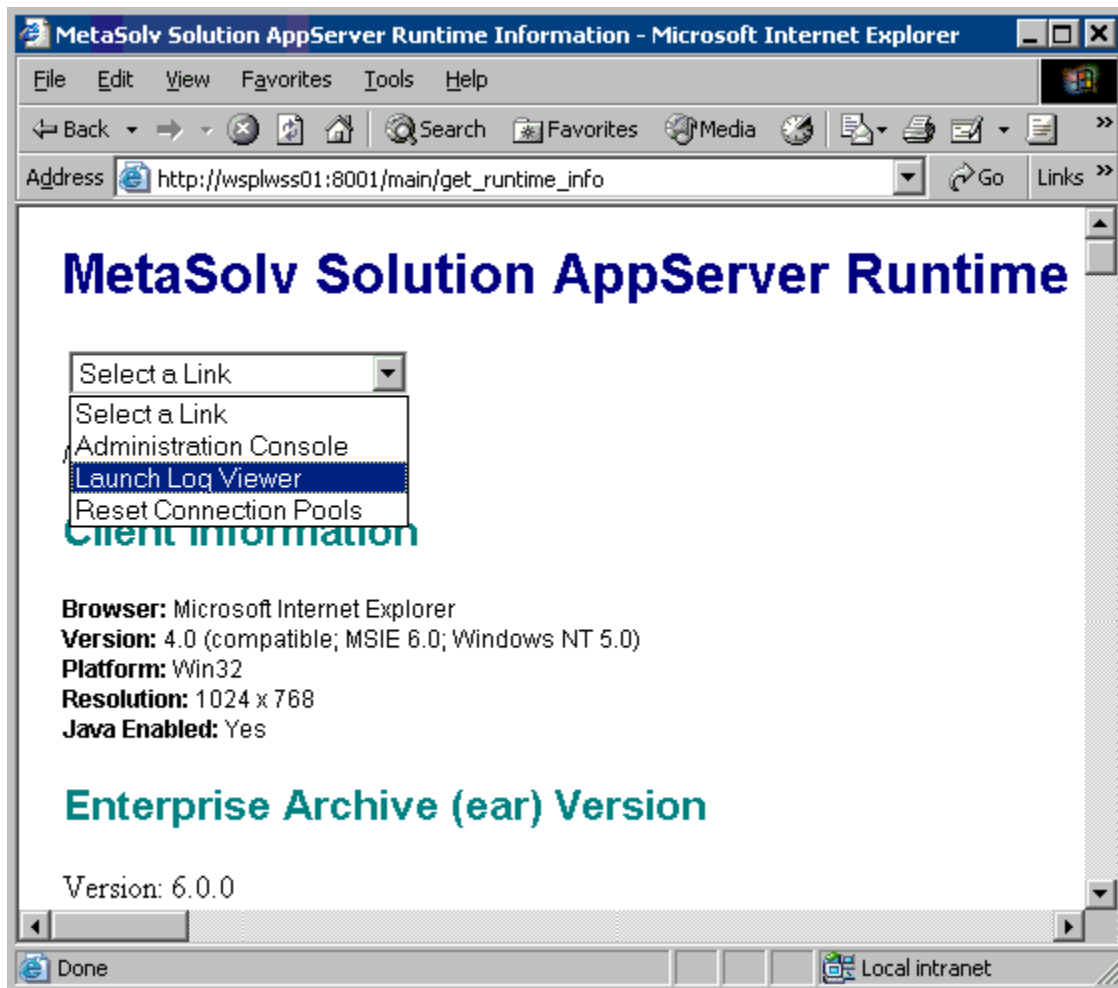 MetaSolv Solution AppServer Runtime Information - Microsoft Internet Explorer
File Edit View Favorites Tools Help
Back Search Favorites Media »
Address http://wsplwss01:8001/main/get_runtime_info Go Links »
MetaSolv Solution AppServer Runtime
Select a Link
Select a Link
Administration Console
Launch Log Viewer
Reset Connection Pools
Client Information
Browser: Microsoft Internet Explorer
Version: 4.0 (compatible; MSIE 6.0; Windows NT 5.0)
Platform: Win32
Resolution: 1024 x 768
Java Enabled: Yes
Enterprise Archive (ear) Version
Version: 6.0.0
Done Local intranet